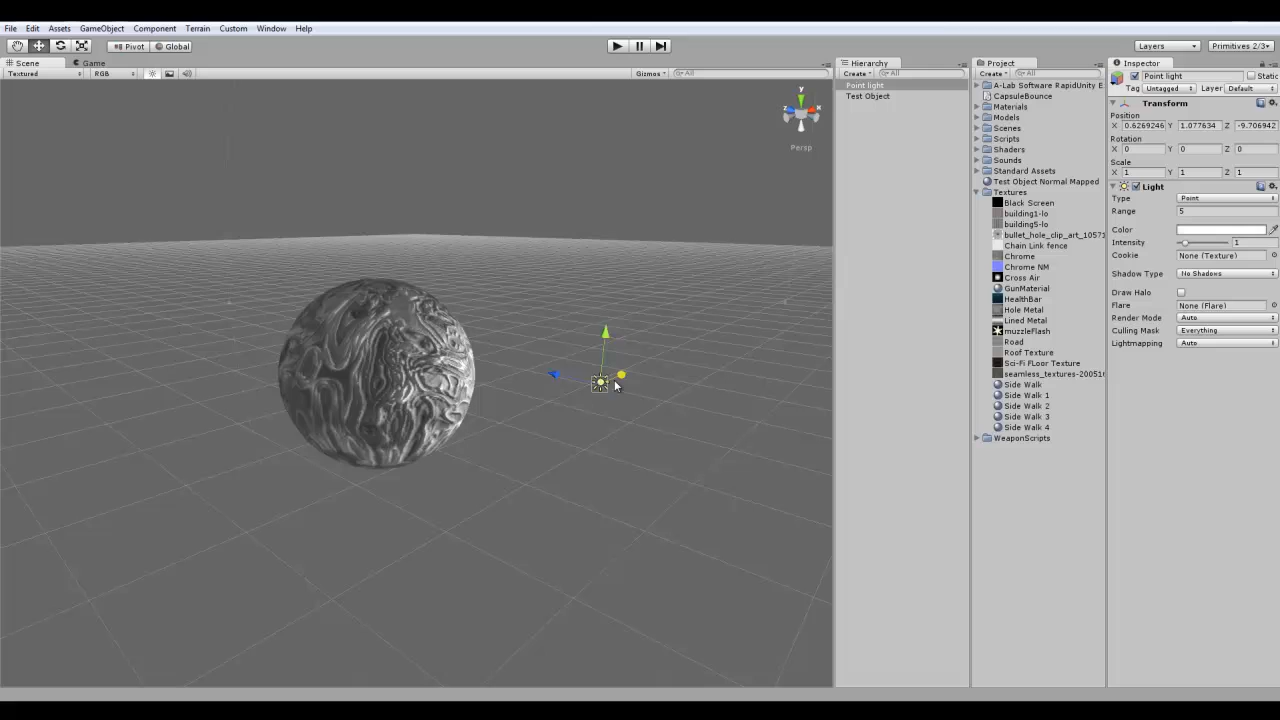 File Edit Assets GameObject Component Terrain Custom Window Help
Pivot Global Layers Primitives 2/3
Scene Game
Textured RGB Gizmos All
y
z x
Persp
Hierarchy
Create All
Point light
Test Object
Project
Create All
A-Lab Software RapidUnity E
CapsuleBounce
Materials
Models
Scenes
Scripts
Shaders
Sounds
Standard Assets
Test Object Normal Mapped
Textures
Black Screen
building1-lo
building5-lo
bullet_hole_clip_art_10571
Chain Link fence
Chrome
Chrome NM
Cross Air
GunMaterial
HealthBar
Hole Metal
Lined Metal
muzzleFlash
Road
Roof Texture
Sci-Fi FLoor Texture
seamless_textures-200516
Side Walk
Side Walk 1
Side Walk 2
Side Walk 3
Side Walk 4
WeaponScripts
Inspector
Point light Static
Tag Untagged Layer Default
Transform
Position
X 0.6269246 Y 1.077634 Z -9.706942
Rotation
X 0 Y 0 Z 0
Scale
X 1 Y 1 Z 1
Light
Type Point
Range 5
Color
Intensity 1
Cookie None (Texture)
Shadow Type No Shadows
Draw Halo
Flare None (Flare)
Render Mode Auto
Culling Mask Everything
Lightmapping Auto